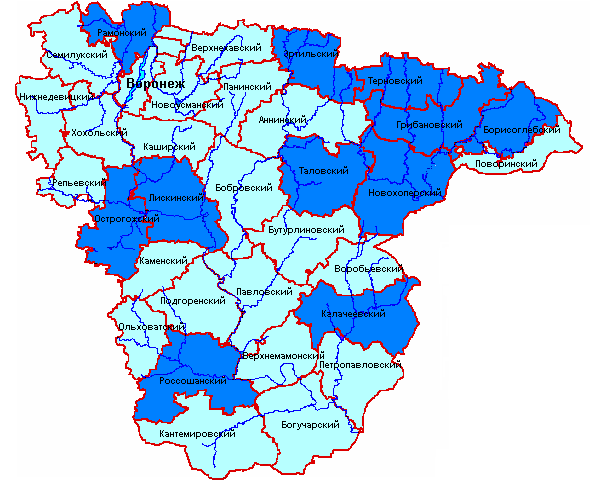 Рамонский
Верхнехавский
Семилукский
Эртильский
Терновский
Воронеж
Панинский
Нижнедевицкий
Новоусманский
Аннинский
Грибановский
Борисоглебский
Хохольский
Каширский
Поворинский
Таловский
Репьевский
Бобровский
Новохоперский
Лискинский
Острогожский
Бутурлиновский
Каменский
Воробьевский
Павловский
Подгоренский
Калачеевский
Ольховатский
Верхнемамонский
Петропавловский
Россошанский
Богучарский
Кантемировский